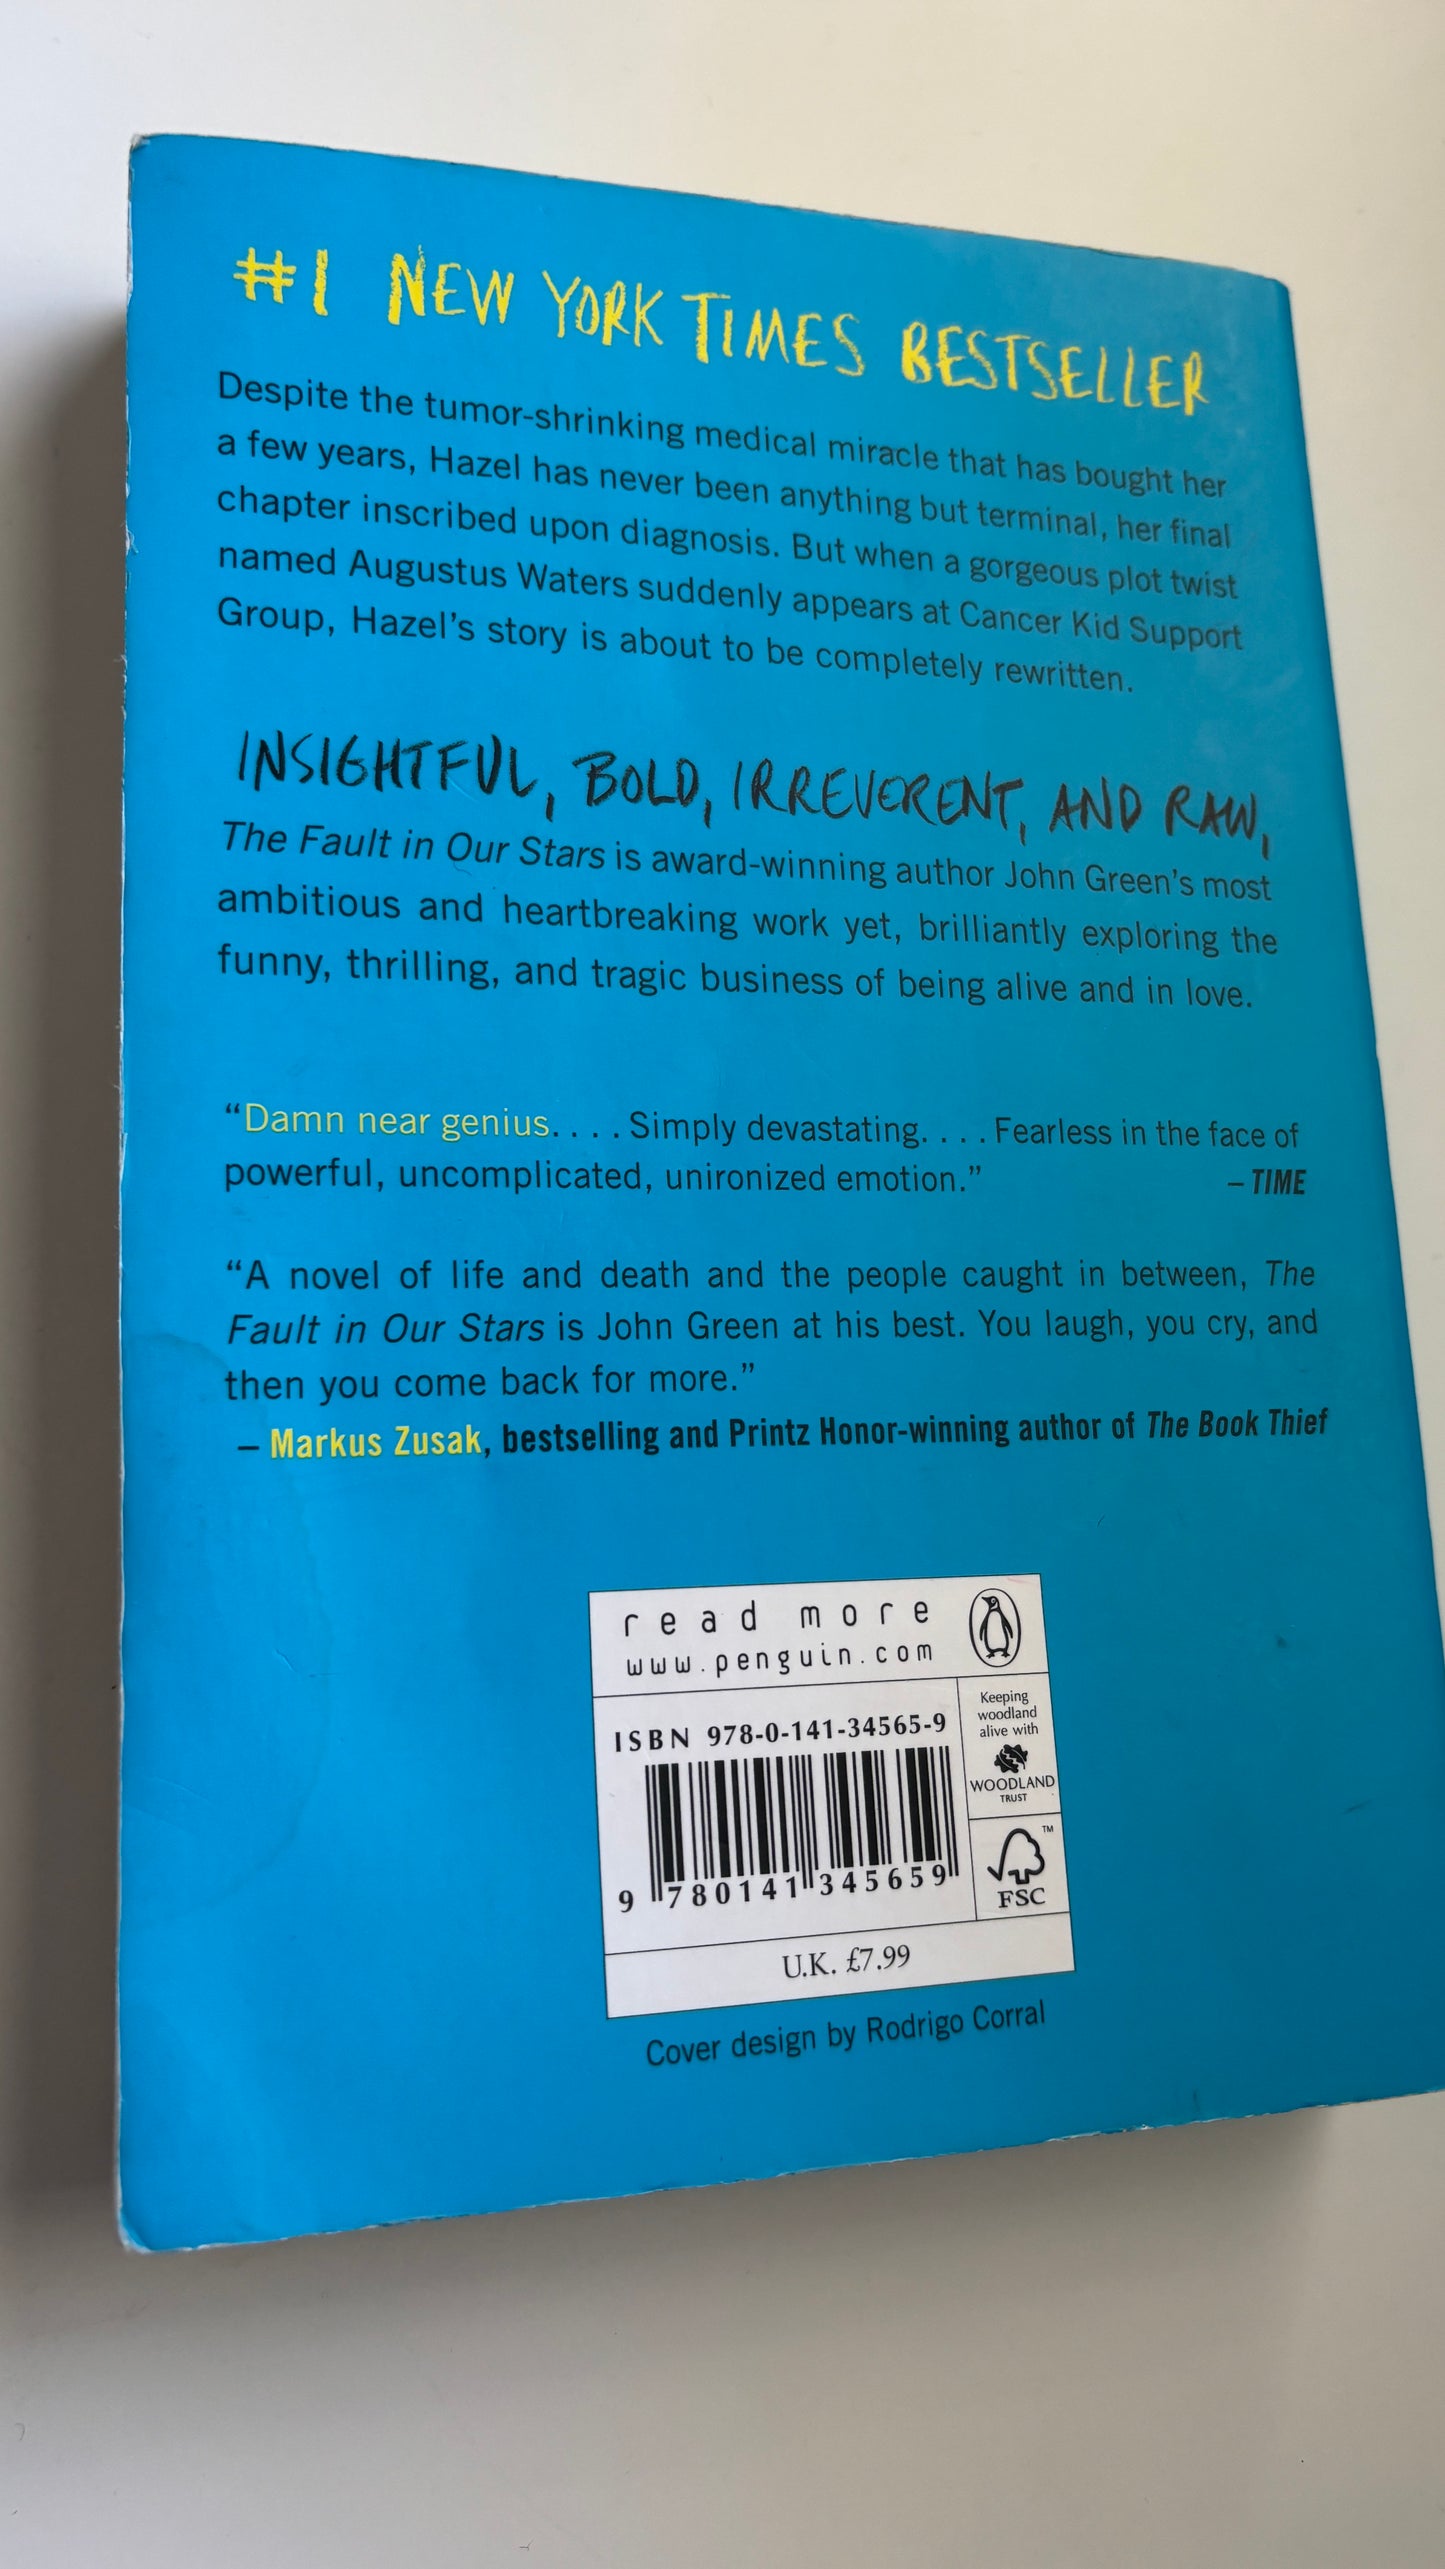 #1 NEW YORK TIMES BESTSELLER
Despite the tumor-shrinking medical miracle that has bought her
a few years, Hazel has never been anything but terminal, her final
chapter inscribed upon diagnosis. But when a gorgeous plot twist
named Augustus Waters suddenly appears at Cancer Kid Support
Group, Hazel’s story is about to be completely rewritten.
INSIGHTFUL, BOLD, IRREVERENT, AND RAW,
The Fault in Our Stars is award-winning author John Green’s most
ambitious and heartbreaking work yet, brilliantly exploring the
funny, thrilling, and tragic business of being alive and in love.
“Damn near genius. . . . Simply devastating. . . . Fearless in the face of
powerful, uncomplicated, unironized emotion.” – TIME
“A novel of life and death and the people caught in between, The
Fault in Our Stars is John Green at his best. You laugh, you cry, and
then you come back for more.”
– Markus Zusak, bestselling and Printz Honor-winning author of The Book Thief
read more
www.penguin.com
ISBN 978-0-141-34565-9
9 780141 345659
Keeping
woodland
alive with
WOODLAND
TRUST
TM
FSC
U.K. £7.99
Cover design by Rodrigo Corral